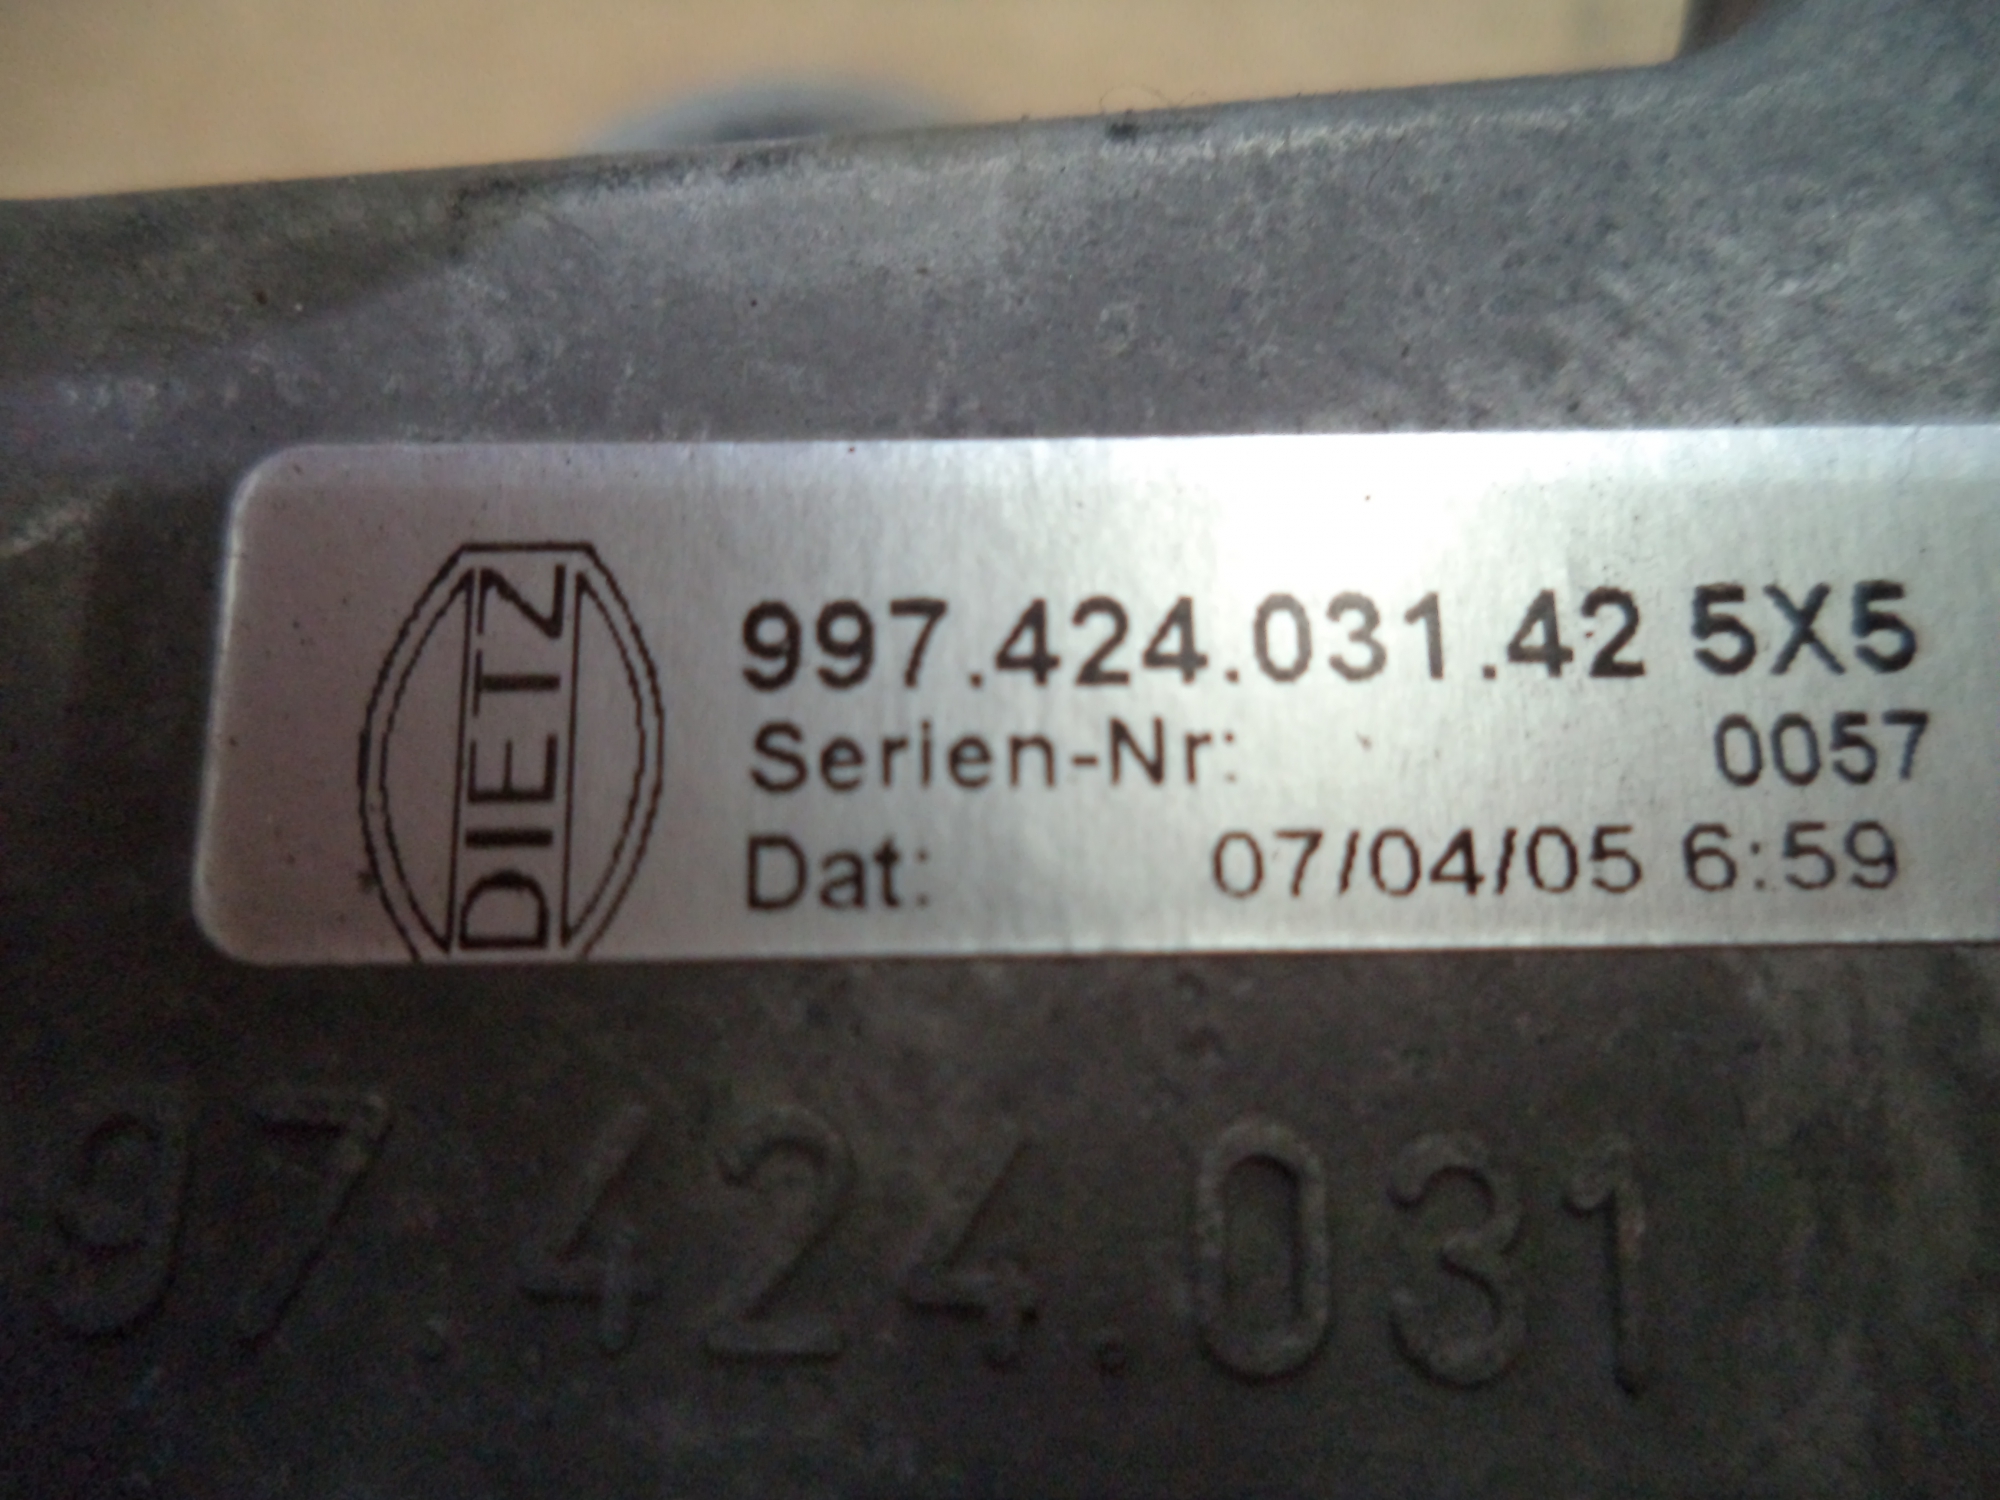 DIETZ
997.424.031.42 5X5
Serien-Nr: 0057
Dat: 07/04/05 6:59
97.424.031